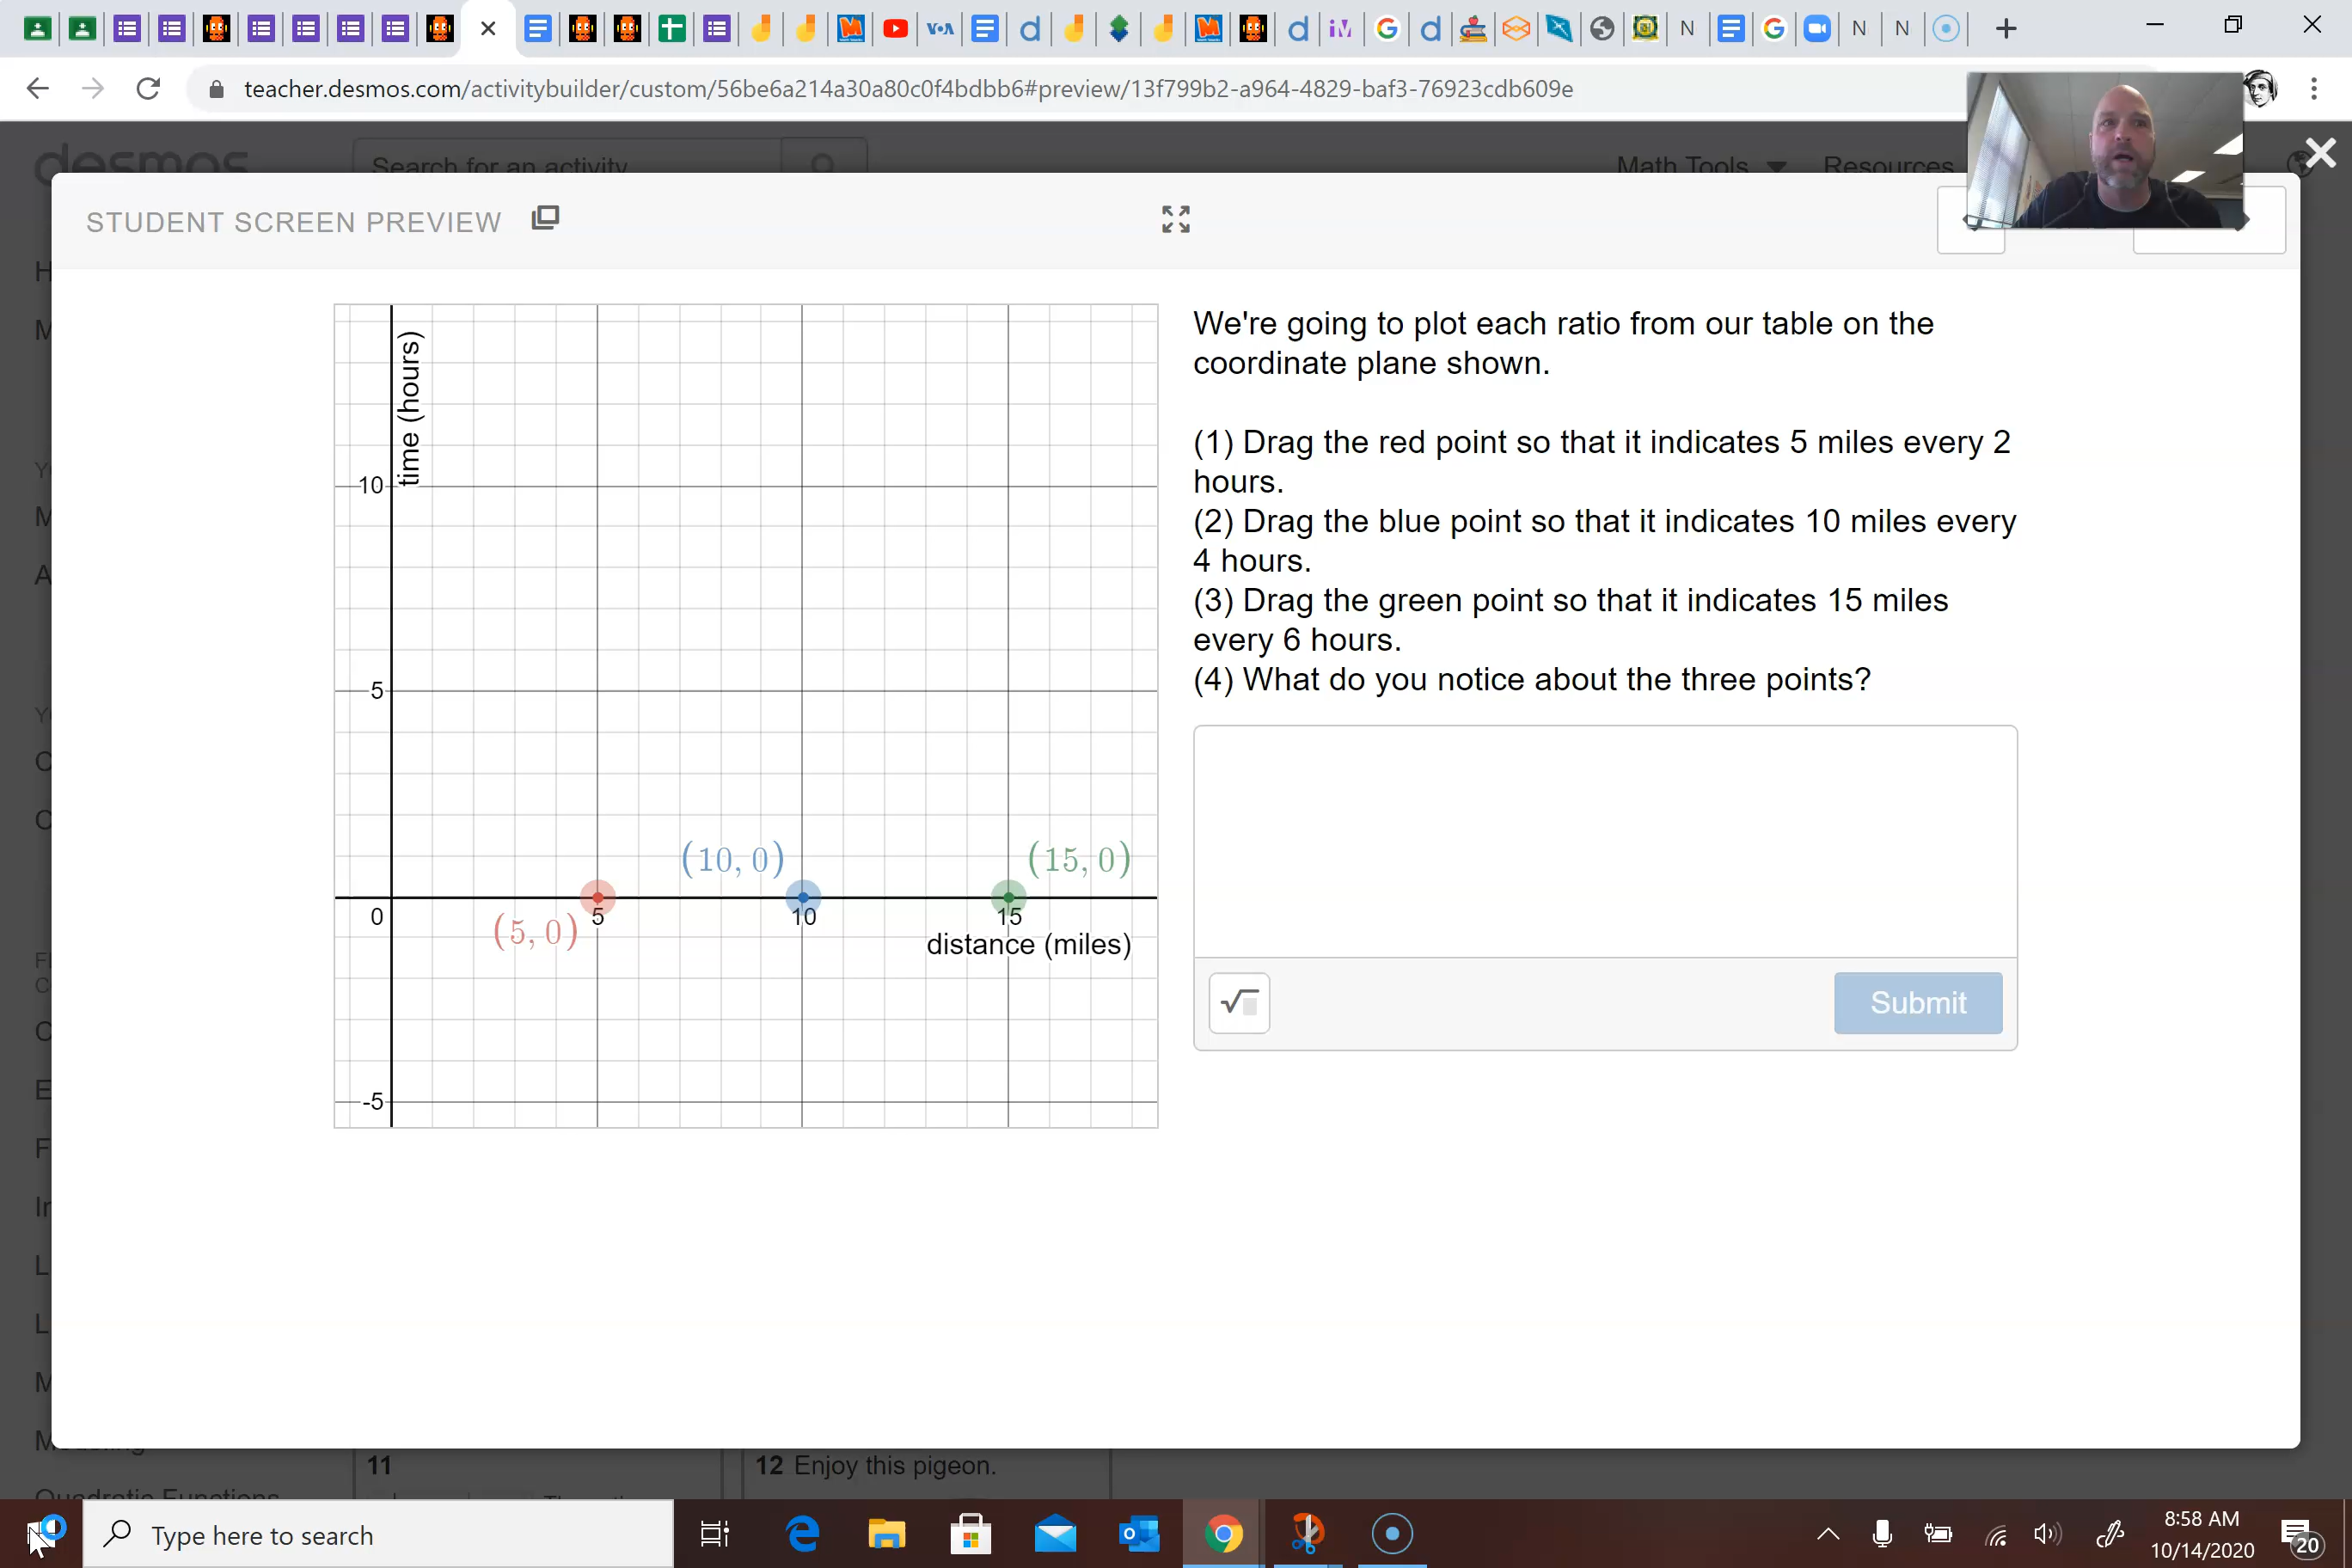 teacher.desmos.com/activitybuilder/custom/56be6a214a30a80c0f4bdbb6#preview/13f799b2-a964-4829-baf3-76923cdb609e
desmos
Search for an activity
Math Tools
Resources
STUDENT SCREEN PREVIEW
time (hours)
10
5
0
-5
5
10
15
(5, 0)
(10, 0)
(15, 0)
distance (miles)
We're going to plot each ratio from our table on the
coordinate plane shown.
(1) Drag the red point so that it indicates 5 miles every 2
hours.
(2) Drag the blue point so that it indicates 10 miles every
4 hours.
(3) Drag the green point so that it indicates 15 miles
every 6 hours.
(4) What do you notice about the three points?
Submit
11
12 Enjoy this pigeon.
Quadratic Functions
Type here to search
8:58 AM
10/14/2020
20